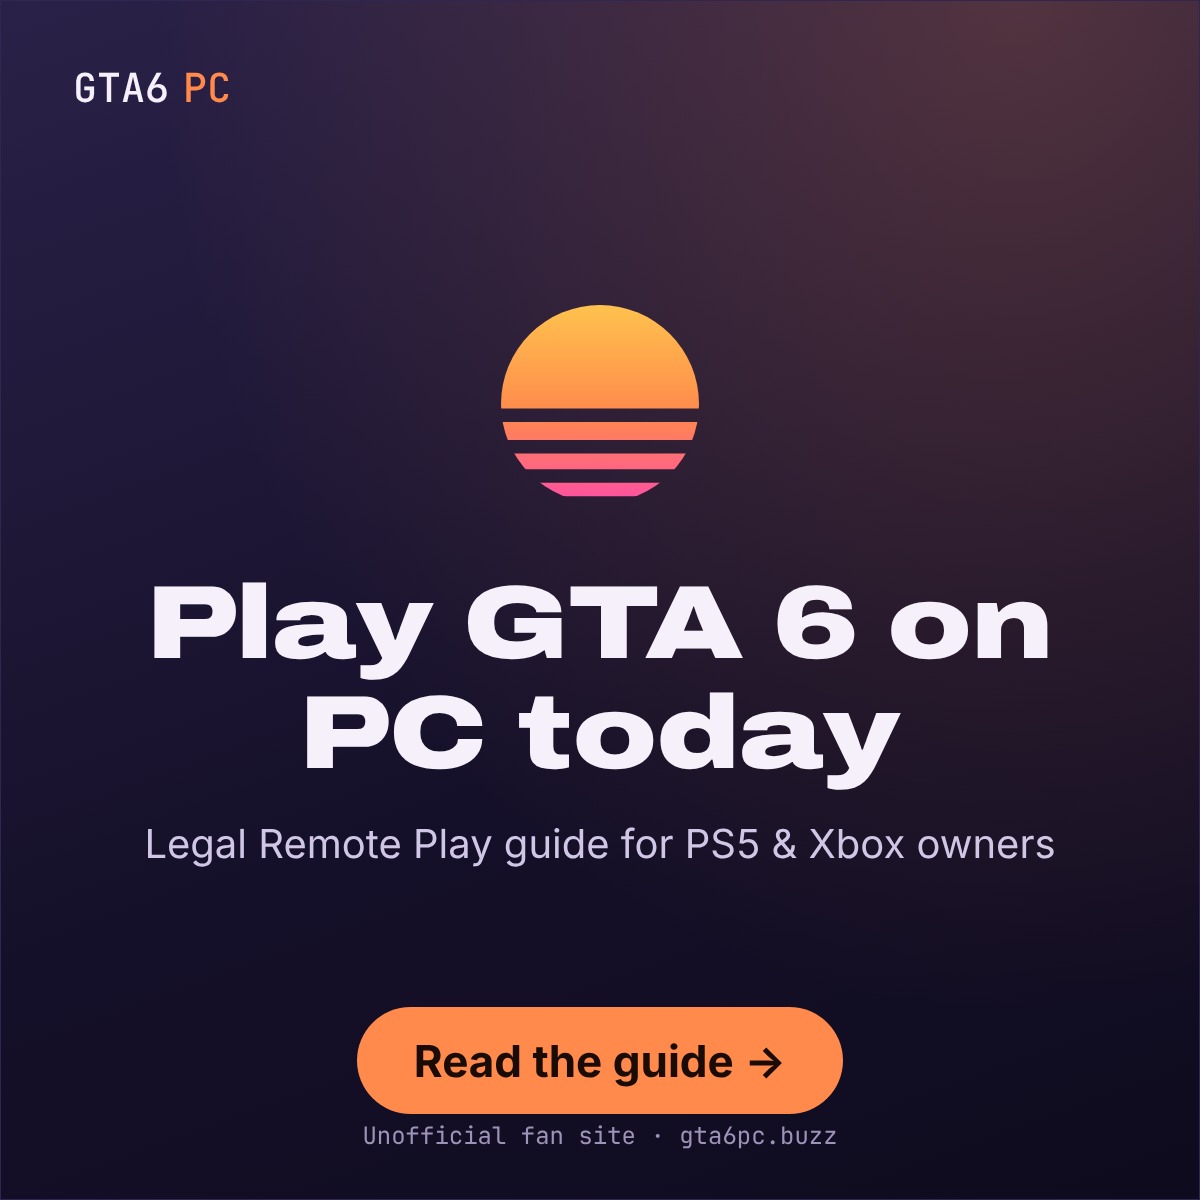 GTA6 PC
Play GTA 6 on
PC today
Legal Remote Play guide for PS5 & Xbox owners
Read the guide →
Unofficial fan site · gta6pc.buzz